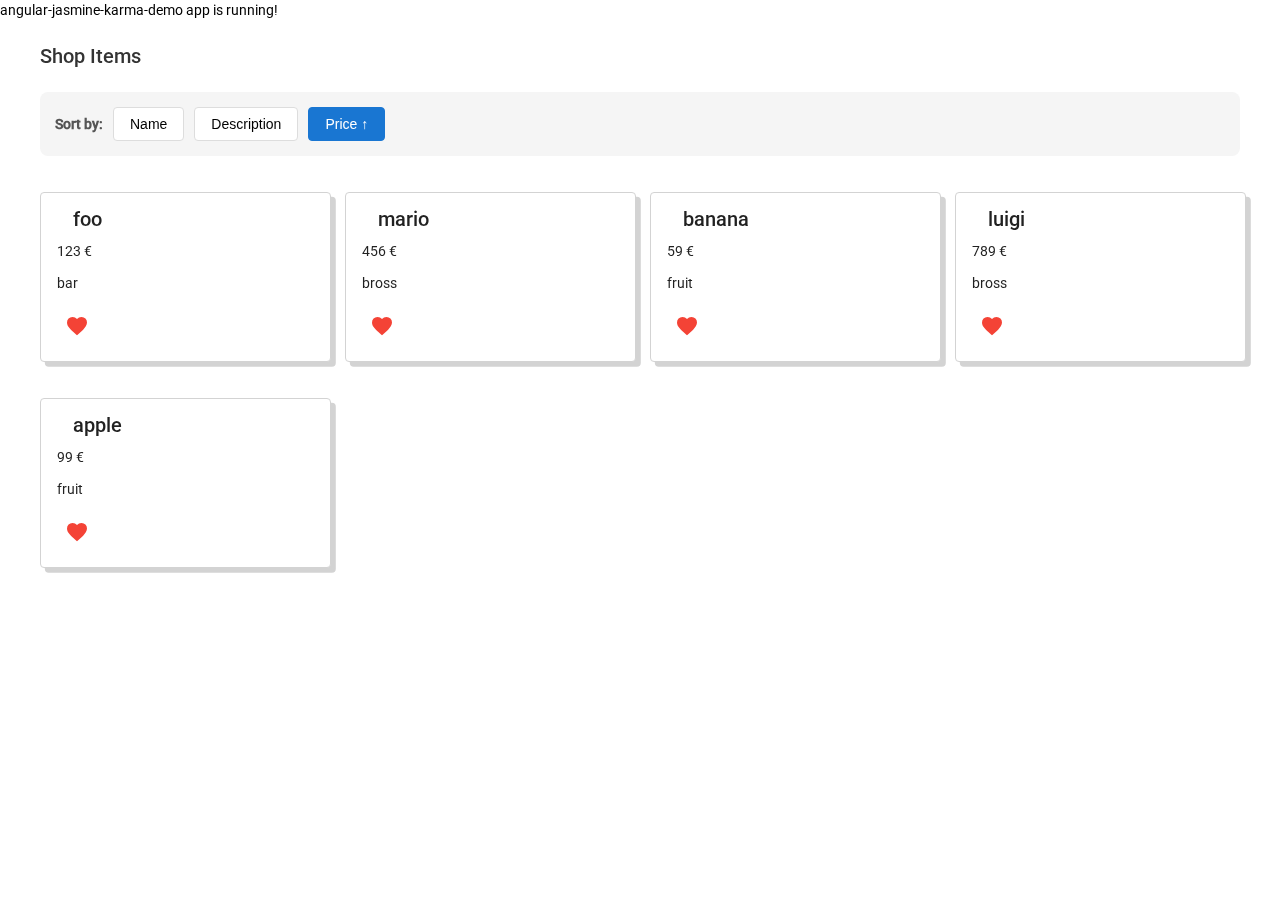 angular-jasmine-karma-demo app is running!
Shop Items
Sort by: Name Description Price ↑
foo mario banana luigi
123 € 456 € 59 € 789 €
bar bross fruit bross
apple
99 €
fruit